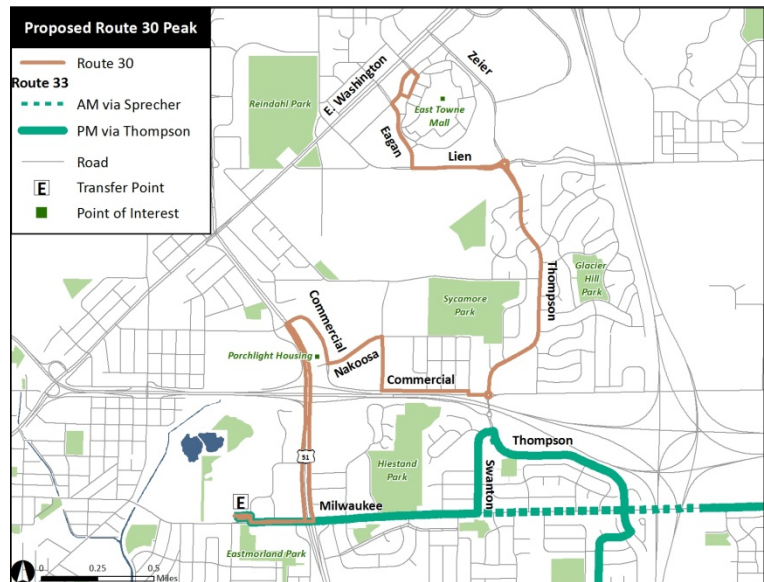 Proposed Route 30 Peak
Route 30
Route 33
AM via Sprecher
PM via Thompson
Road
E Transfer Point
Point of Interest
Reindahl Park
E. Washington
Zeier
East Towne
Mall
Eagan
Lien
Thompson
Glacier
Hill
Park
Sycamore
Park
Commercial
Porchlight Housing
Nakoosa
Commercial
51
Thompson
Swanton
Hiestand
Park
E
Milwaukee
Eastmorland Park
0 0.25 0.5
Miles